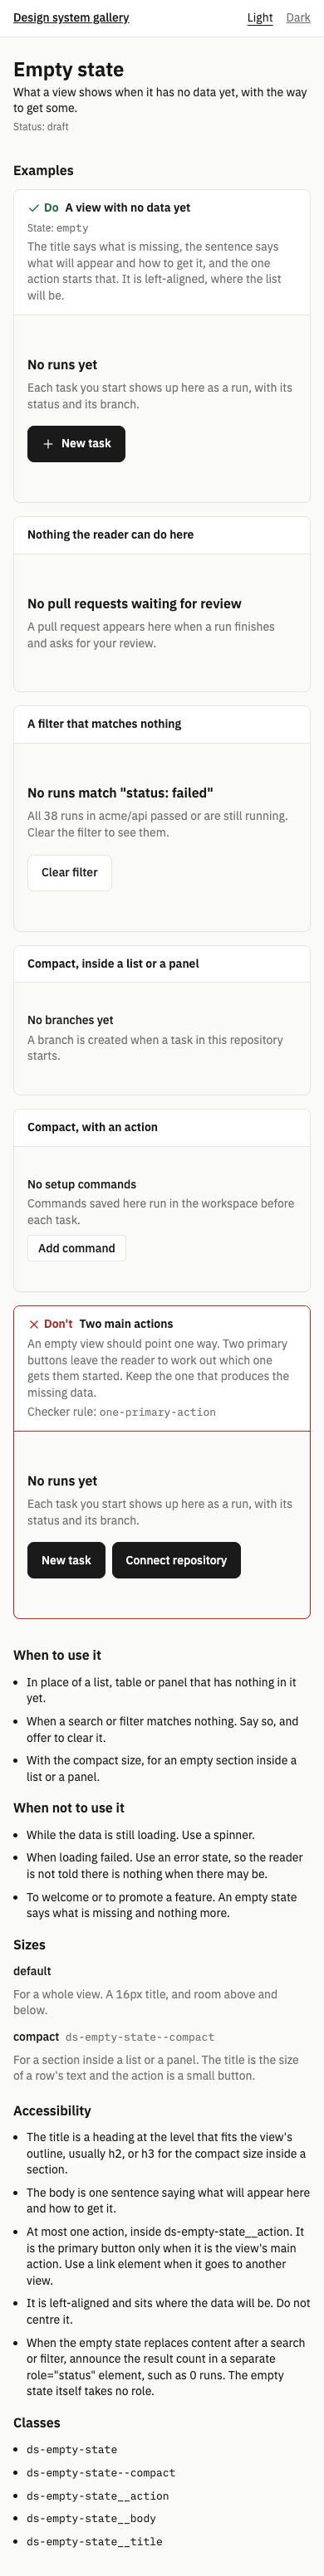 Design system gallery Light Dark
Empty state
What a view shows when it has no data yet, with the way
to get some.
Status: draft
Examples
Do A view with no data yet
State: empty
The title says what is missing, the sentence says
what will appear and how to get it, and the one
action starts that. It is left-aligned, where the list
will be.
No runs yet
Each task you start shows up here as a run, with its
status and its branch.
New task
Nothing the reader can do here
No pull requests waiting for review
A pull request appears here when a run finishes
and asks for your review.
A filter that matches nothing
No runs match "status: failed"
All 38 runs in acme/api passed or are still running.
Clear the filter to see them.
Clear filter
Compact, inside a list or a panel
No branches yet
A branch is created when a task in this repository
starts.
Compact, with an action
No setup commands
Commands saved here run in the workspace before
each task.
Add command
Don't Two main actions
An empty view should point one way. Two primary
buttons leave the reader to work out which one
gets them started. Keep the one that produces the
missing data.
Checker rule: one-primary-action
No runs yet
Each task you start shows up here as a run, with its
status and its branch.
New task Connect repository
When to use it
• In place of a list, table or panel that has nothing in it
yet.
• When a search or filter matches nothing. Say so, and
offer to clear it.
• With the compact size, for an empty section inside a
list or a panel.
When not to use it
• While the data is still loading. Use a spinner.
• When loading failed. Use an error state, so the reader
is not told there is nothing when there may be.
• To welcome or to promote a feature. An empty state
says what is missing and nothing more.
Sizes
default
For a whole view. A 16px title, and room above and
below.
compact ds-empty-state--compact
For a section inside a list or a panel. The title is the size
of a row's text and the action is a small button.
Accessibility
• The title is a heading at the level that fits the view's
outline, usually h2, or h3 for the compact size inside a
section.
• The body is one sentence saying what will appear here
and how to get it.
• At most one action, inside ds-empty-state__action. It
is the primary button only when it is the view's main
action. Use a link element when it goes to another
view.
• It is left-aligned and sits where the data will be. Do not
centre it.
• When the empty state replaces content after a search
or filter, announce the result count in a separate
role="status" element, such as 0 runs. The empty
state itself takes no role.
Classes
• ds-empty-state
• ds-empty-state--compact
• ds-empty-state__action
• ds-empty-state__body
• ds-empty-state__title